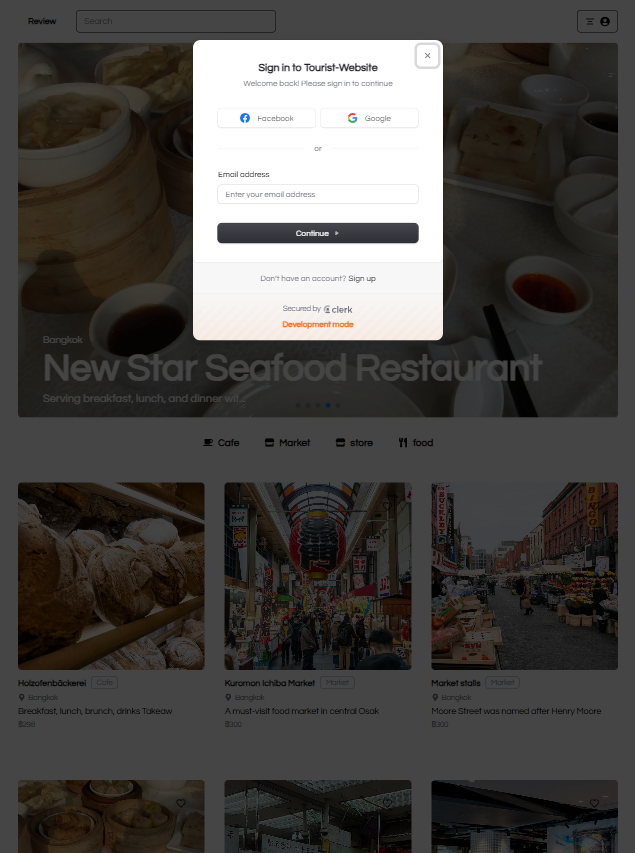 Review
Search
Sign in to Tourist-Website
Welcome back! Please sign in to continue
Facebook
Google
or
Email address
Enter your email address
Continue
Don't have an account? Sign up
Secured by clerk
Development mode
Bangkok
New Star Seafood Restaurant
Serving breakfast, lunch, and dinner wit...
Cafe
Market
store
food
Holzofenbäckerei Cafe
Bangkok
Breakfast, lunch, brunch, drinks Takeaw
฿299
Kuromon Ichiba Market Market
Bangkok
A must-visit food market in central Osak
฿300
Market stalls Market
Bangkok
Moore Street was named after Henry Moore
฿300